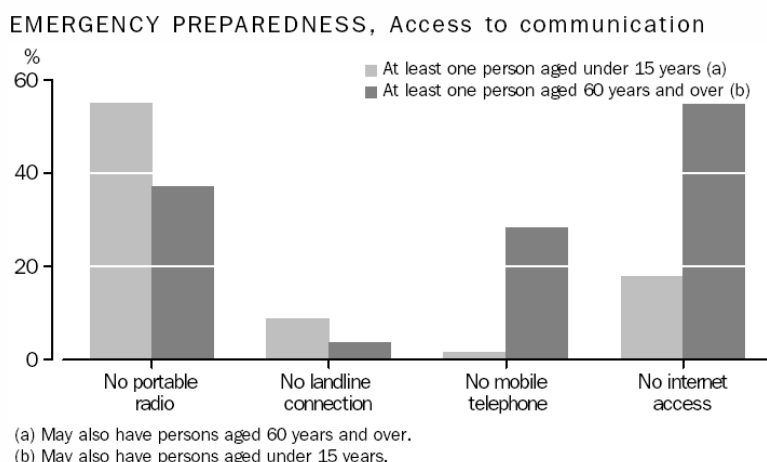 EMERGENCY PREPAREDNESS, Access to communication
%
At least one person aged under 15 years (a)
At least one person aged 60 years and over (b)
60
40
20
0
No portable
radio
No landline
connection
No mobile
telephone
No internet
access
(a) May also have persons aged 60 years and over.
(b) May also have persons aged under 15 years.